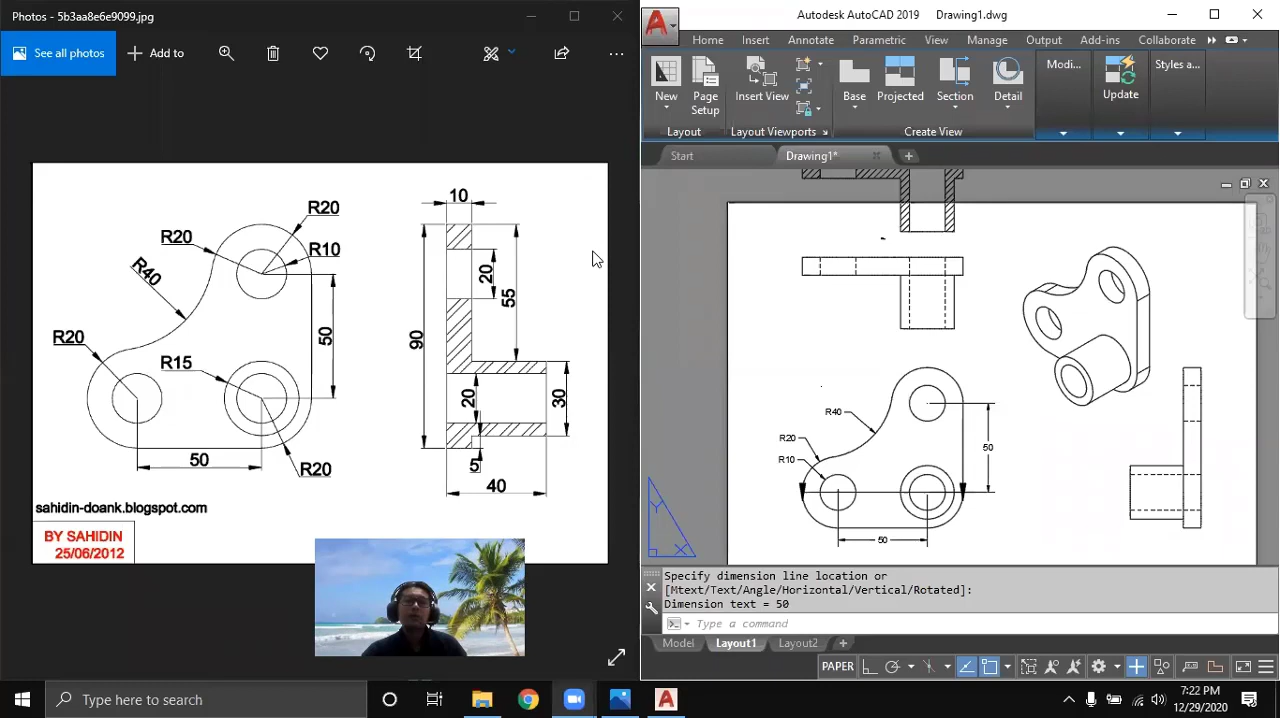 Photos - 5b3aa8e6e9099.jpg
See all photos
Add to
R20
R20
R10
R40
R20
R15
50
50
R20
10
20
55
90
20
30
5
40
sahidin-doank.blogspot.com
BY SAHIDIN
25/06/2012
Autodesk AutoCAD 2019 Drawing1.dwg
Home Insert Annotate Parametric View Manage Output Add-ins Collaborate
New
Page Setup
Insert View
Base
Projected
Section
Detail
Modi...
Update
Styles a...
Layout
Layout Viewports
Create View
Start
Drawing1*
R40
R20
R10
50
50
Y
X
Specify dimension line location or
[Mtext/Text/Angle/Horizontal/Vertical/Rotated]:
Dimension text = 50
Type a command
Model Layout1 Layout2
PAPER
Type here to search
7:22 PM
12/29/2020